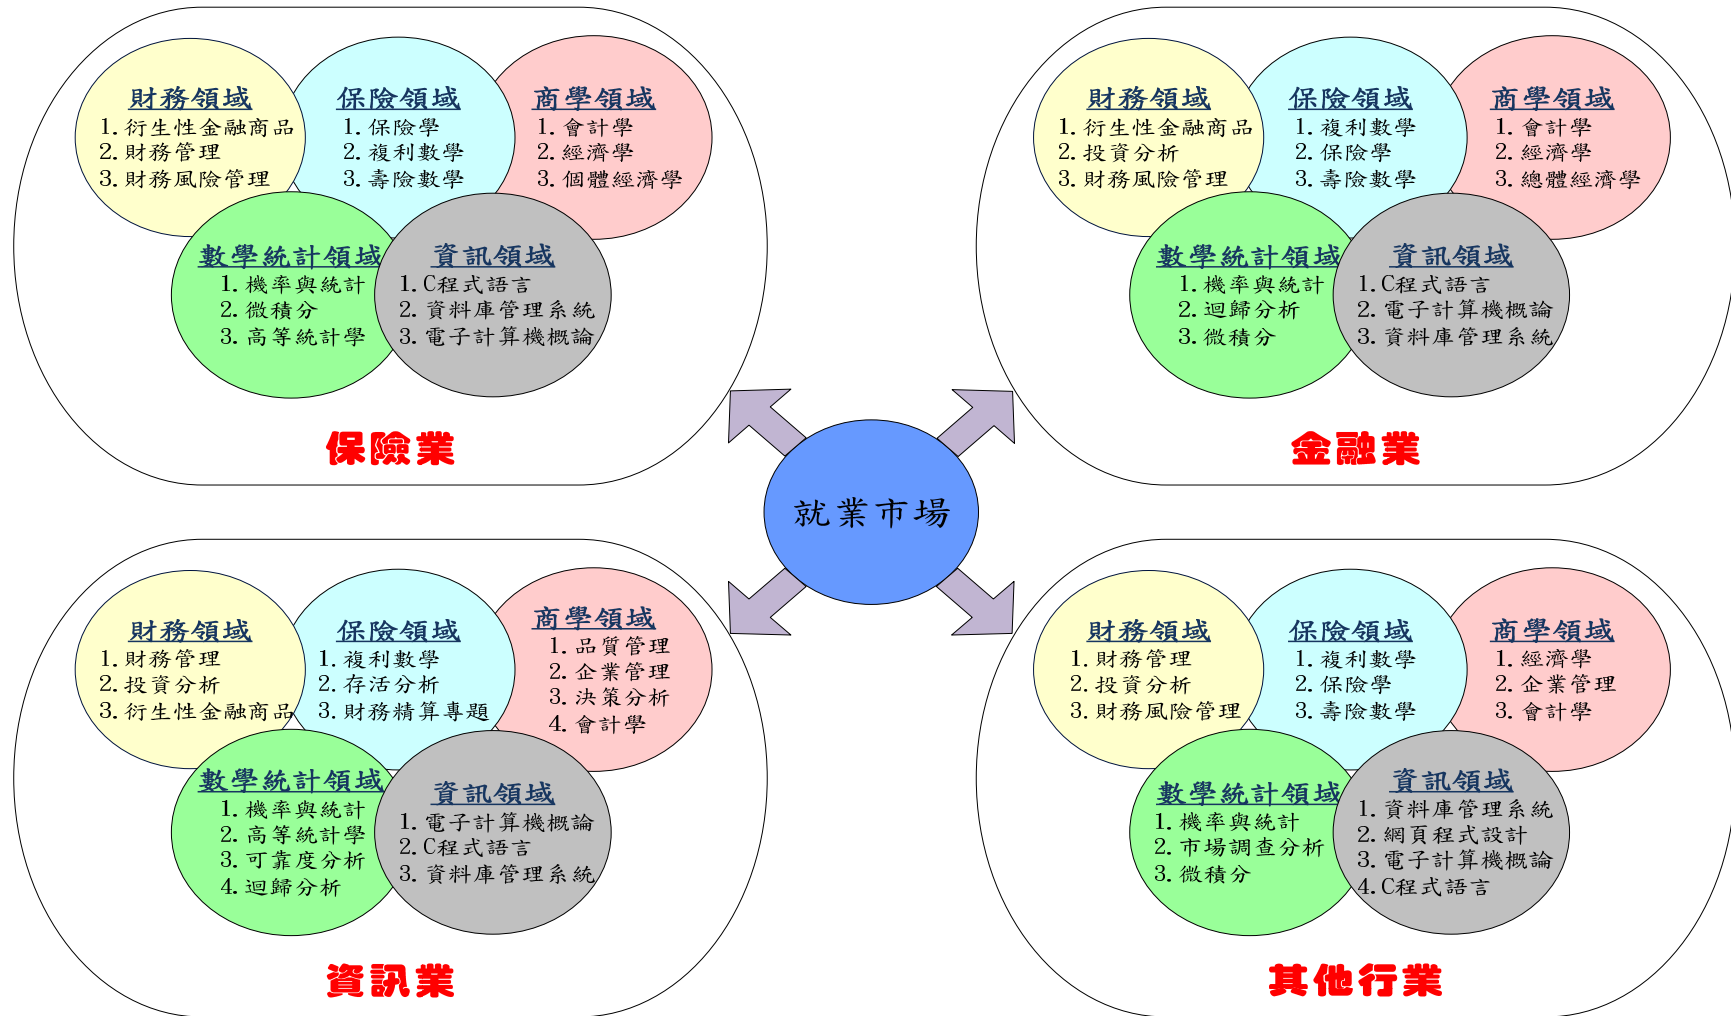 財務領域
1. 衍生性金融商品
2. 財務管理
3. 財務風險管理
保險領域
1. 保險學
2. 複利數學
3. 壽險數學
商學領域
1. 會計學
2. 經濟學
3. 個體經濟學
數學統計領域
1. 機率與統計
2. 微積分
3. 高等統計學
資訊領域
1. C程式語言
2. 資料庫管理系統
3. 電子計算機概論
保險業
財務領域
1. 衍生性金融商品
2. 投資分析
3. 財務風險管理
保險領域
1. 複利數學
2. 保險學
3. 壽險數學
商學領域
1. 會計學
2. 經濟學
3. 總體經濟學
數學統計領域
1. 機率與統計
2. 迴歸分析
3. 微積分
資訊領域
1. C程式語言
2. 電子計算機概論
3. 資料庫管理系統
金融業
就業市場
財務領域
1. 財務管理
2. 投資分析
3. 衍生性金融商品
保險領域
1. 複利數學
2. 存活分析
3. 財務精算專題
商學領域
1. 品質管理
2. 企業管理
3. 決策分析
4. 會計學
數學統計領域
1. 機率與統計
2. 高等統計學
3. 可靠度分析
4. 迴歸分析
資訊領域
1. 電子計算機概論
2. C程式語言
3. 資料庫管理系統
資訊業
財務領域
1. 財務管理
2. 投資分析
3. 財務風險管理
保險領域
1. 複利數學
2. 保險學
3. 壽險數學
商學領域
1. 經濟學
2. 企業管理
3. 會計學
數學統計領域
1. 機率與統計
2. 市場調查分析
3. 微積分
資訊領域
1. 資料庫管理系統
2. 網頁程式設計
3. 電子計算機概論
4. C程式語言
其他行業